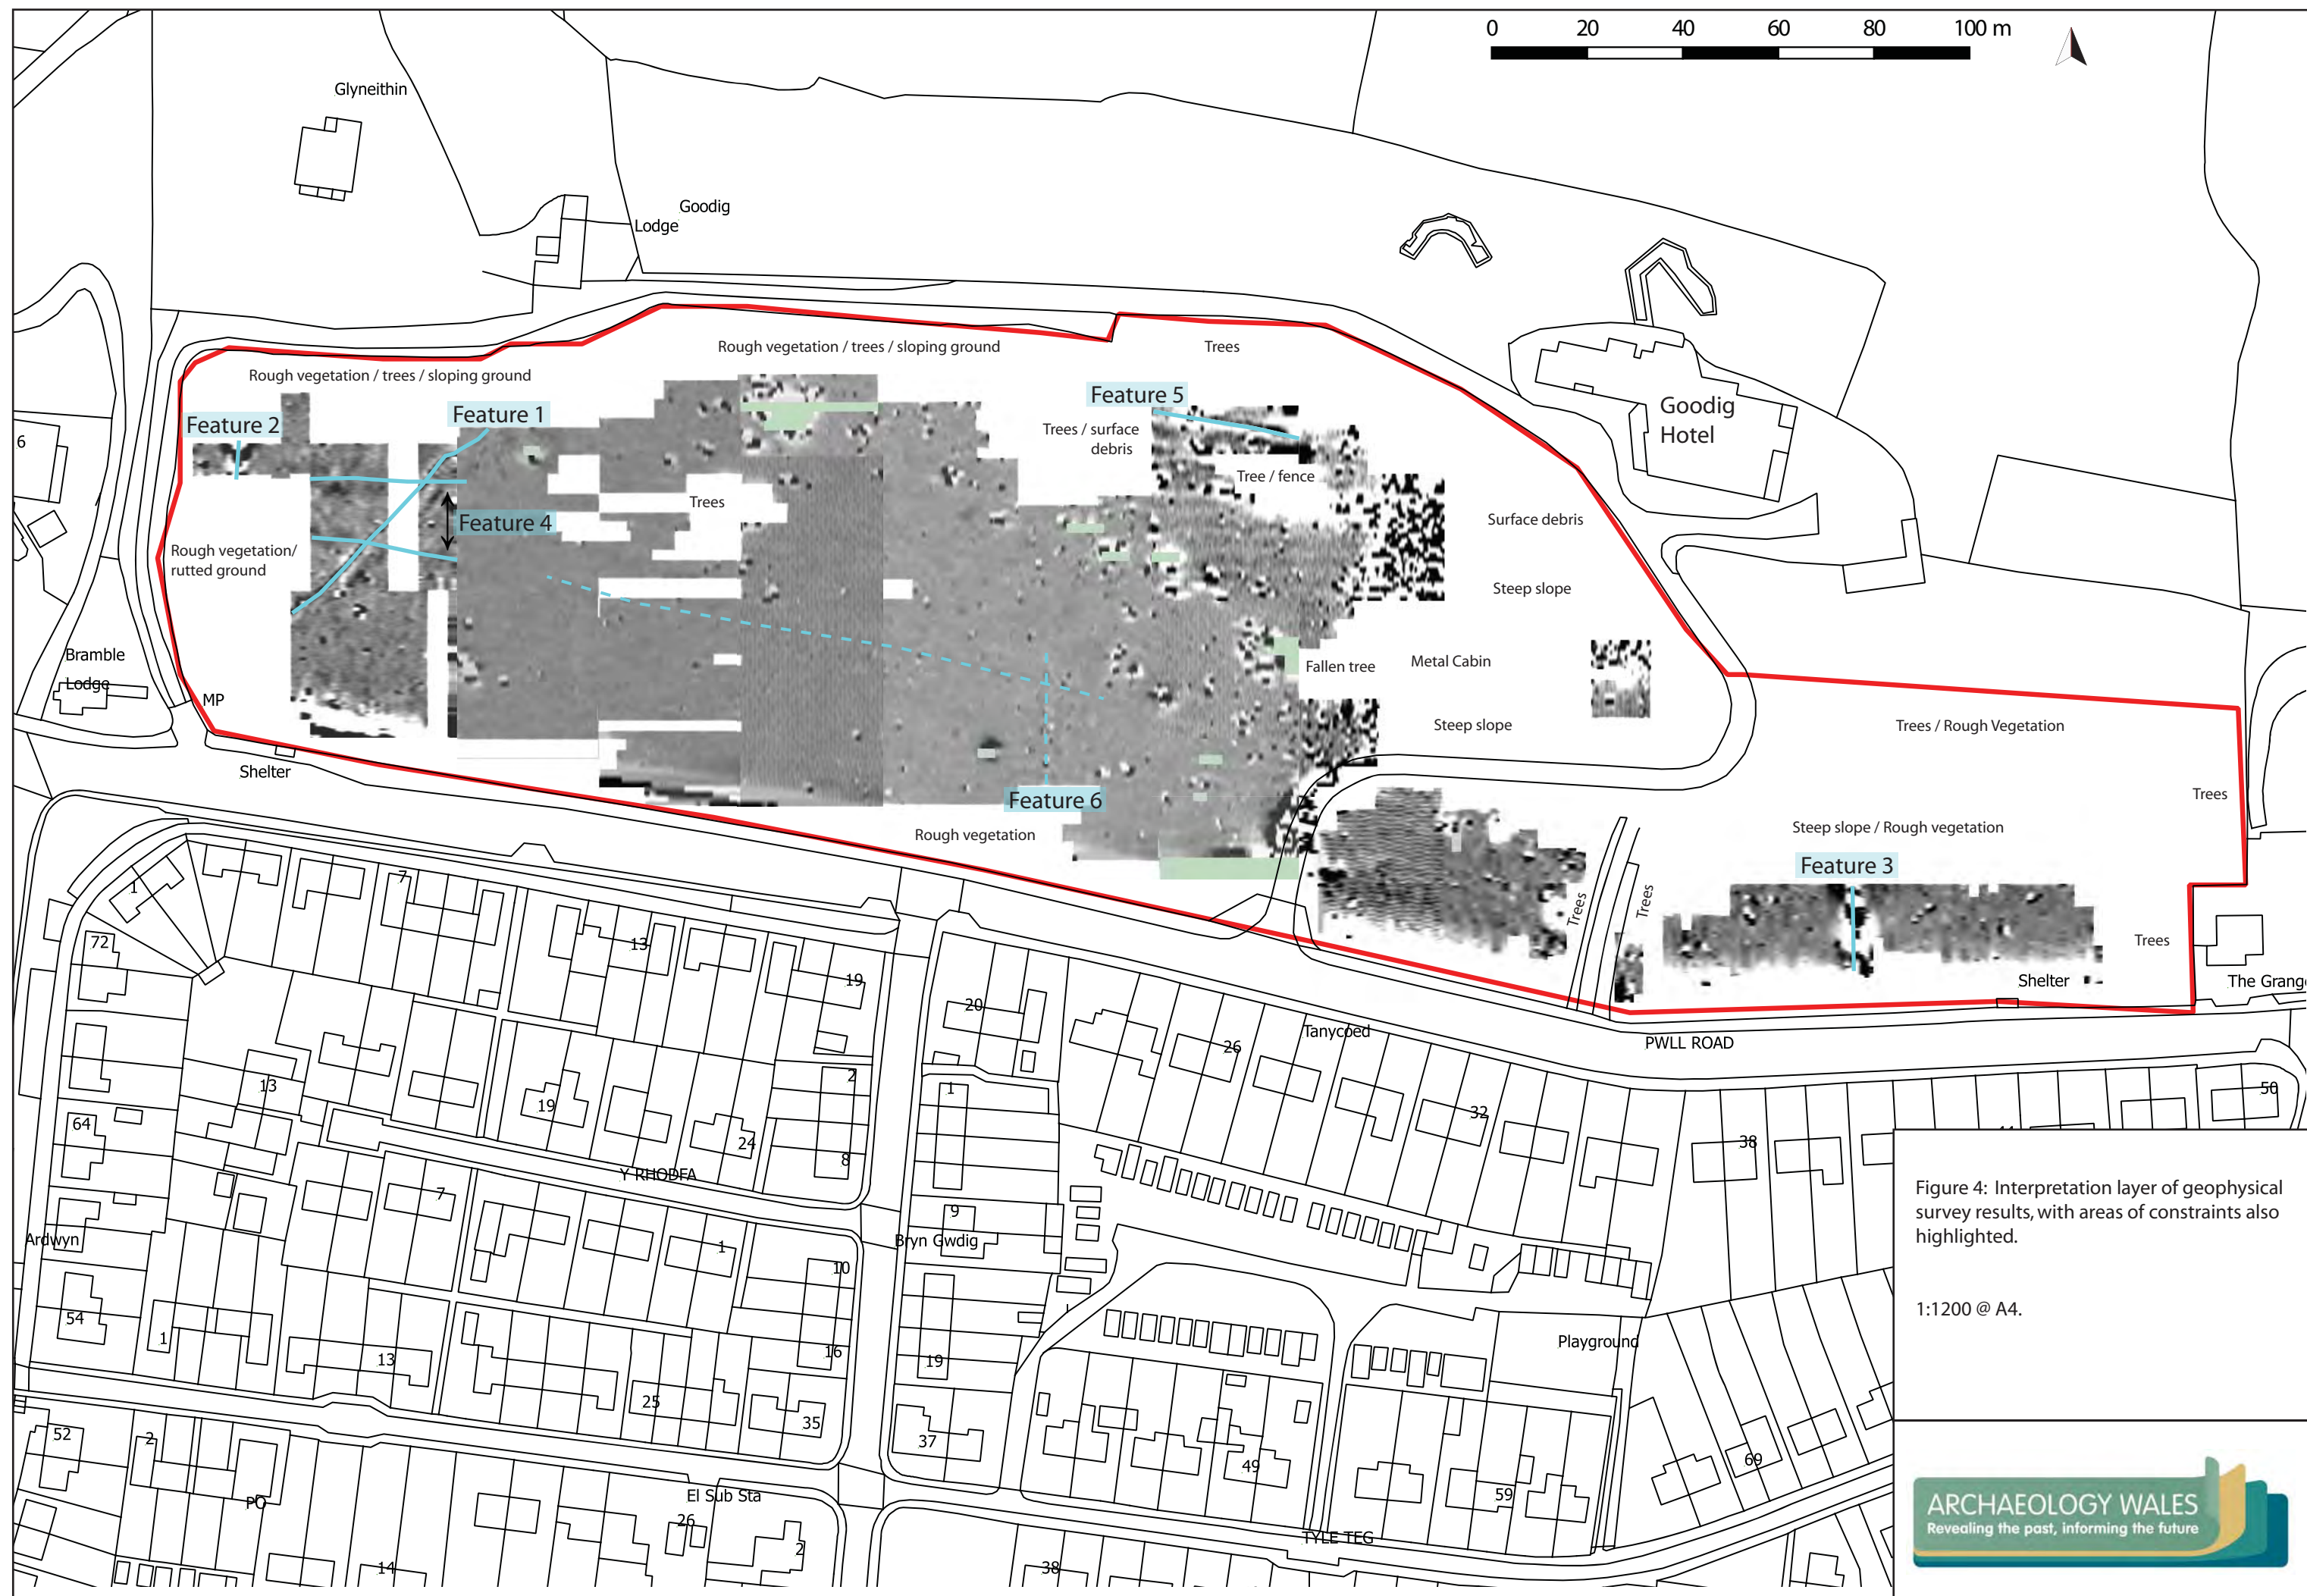 0 20 40 60 80 100 m
Glyneithin
Goodig
Lodge
Rough vegetation / trees / sloping ground
Trees
Rough vegetation / trees / sloping ground
Feature 5
Feature 1
Feature 2
Goodig
Hotel
Trees / surface
debris
6
Tree / fence
Trees
Feature 4
Surface debris
Rough vegetation/
rutted ground
Steep slope
Bramble
Lodge
Fallen tree
Metal Cabin
MP
Steep slope
Trees / Rough Vegetation
Shelter
Trees
Feature 6
Rough vegetation
Steep slope / Rough vegetation
Feature 3
1
7
Trees
Trees
72
13
19
20
Trees
Shelter
The Grang
Tanycoed
PWLL ROAD
26
13
19
2
1
32
50
64
24
8
38
Y RHODFA
7
9
Ardwyn
1
Bryn Gwdig
10
54
1
13
16
19
Playground
25
35
37
52
2
49
69
59
PO
El Sub Sta
26
TYLE TEG
2
14
38
Figure 4: Interpretation layer of geophysical
survey results, with areas of constraints also
highlighted.
1:1200 @ A4.
ARCHAEOLOGY WALES
Revealing the past, informing the future